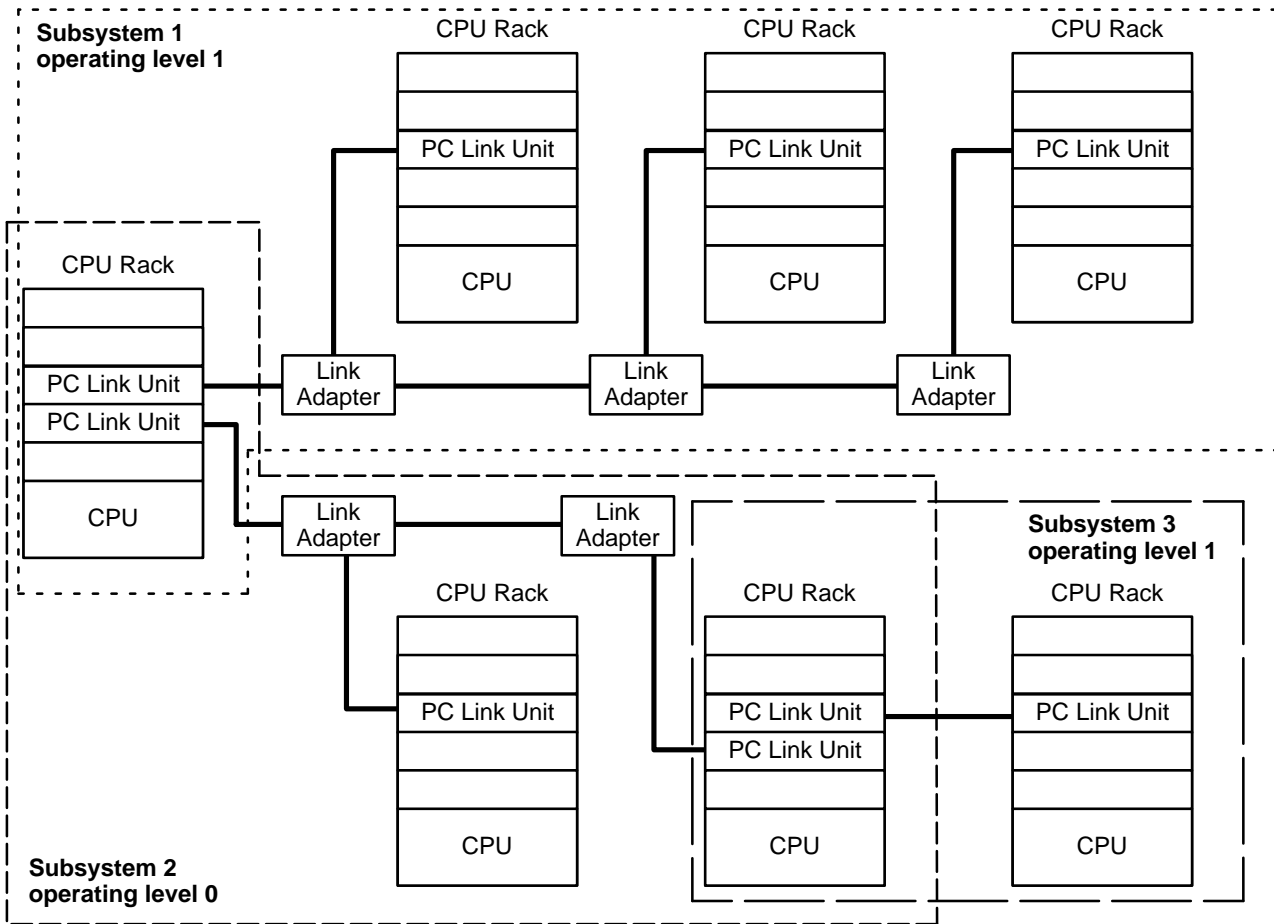 Subsystem 1
operating level 1
CPU Rack
PC Link Unit
CPU
CPU Rack
PC Link Unit
CPU
CPU Rack
PC Link Unit
CPU
CPU Rack
PC Link Unit
PC Link Unit
CPU
Link
Adapter
Link
Adapter
Link
Adapter
Link
Adapter
Link
Adapter
Subsystem 3
operating level 1
CPU Rack
PC Link Unit
CPU
CPU Rack
PC Link Unit
PC Link Unit
CPU
CPU Rack
PC Link Unit
CPU
Subsystem 2
operating level 0